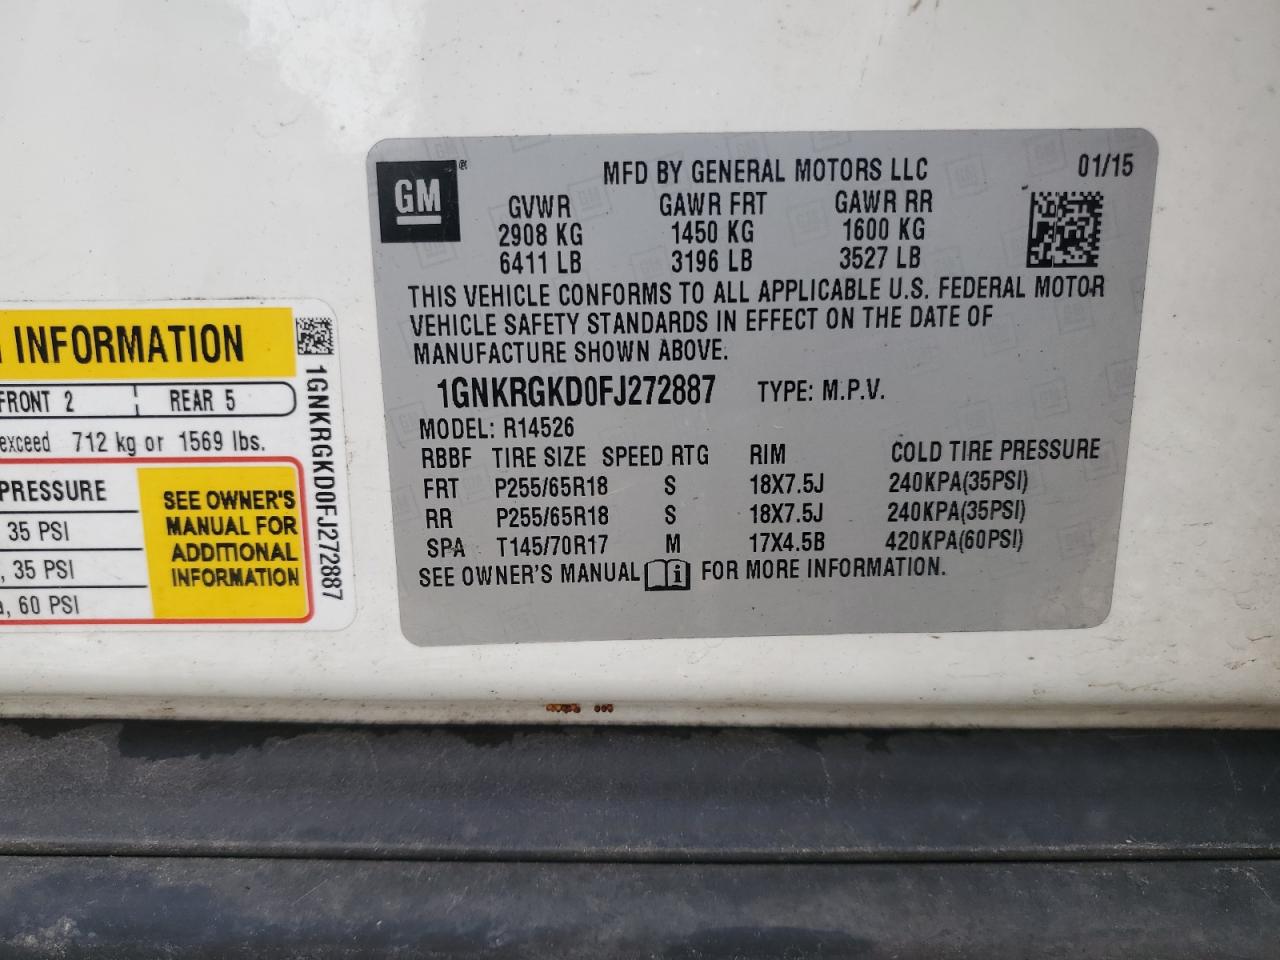 GM ®
MFD BY GENERAL MOTORS LLC 01/15
GVWR GAWR FRT GAWR RR
2908 KG 1450 KG 1600 KG
6411 LB 3196 LB 3527 LB
THIS VEHICLE CONFORMS TO ALL APPLICABLE U.S. FEDERAL MOTOR
VEHICLE SAFETY STANDARDS IN EFFECT ON THE DATE OF
MANUFACTURE SHOWN ABOVE.
1GNKRGKD0FJ272887 TYPE: M.P.V.
MODEL: R14526
RBBF TIRE SIZE SPEED RTG RIM COLD TIRE PRESSURE
FRT P255/65R18 S 18X7.5J 240KPA(35PSI)
RR P255/65R18 S 18X7.5J 240KPA(35PSI)
SPA T145/70R17 M 17X4.5B 420KPA(60PSI)
SEE OWNER'S MANUAL FOR MORE INFORMATION.
INFORMATION
FRONT 2 REAR 5
exceed 712 kg or 1569 lbs.
PRESSURE
35 PSI
, 35 PSI
a, 60 PSI
SEE OWNER'S
MANUAL FOR
ADDITIONAL
INFORMATION
1GNKRGKD0FJ272887